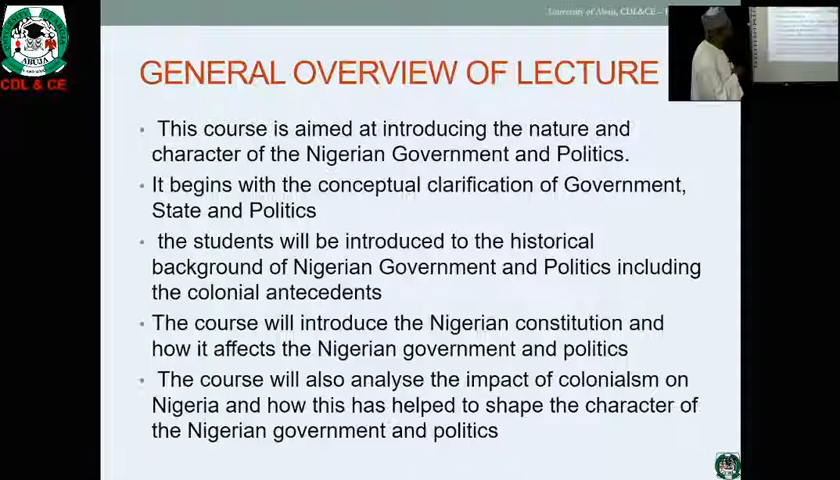 University of Abuja, CDL&CE –
ABUJA
CDL & CE
GENERAL OVERVIEW OF LECTURE
• This course is aimed at introducing the nature and
character of the Nigerian Government and Politics.
• It begins with the conceptual clarification of Government,
State and Politics
• the students will be introduced to the historical
background of Nigerian Government and Politics including
the colonial antecedents
• The course will introduce the Nigerian constitution and
how it affects the Nigerian government and politics
• The course will also analyse the impact of colonialsm on
Nigeria and how this has helped to shape the character of
the Nigerian government and politics